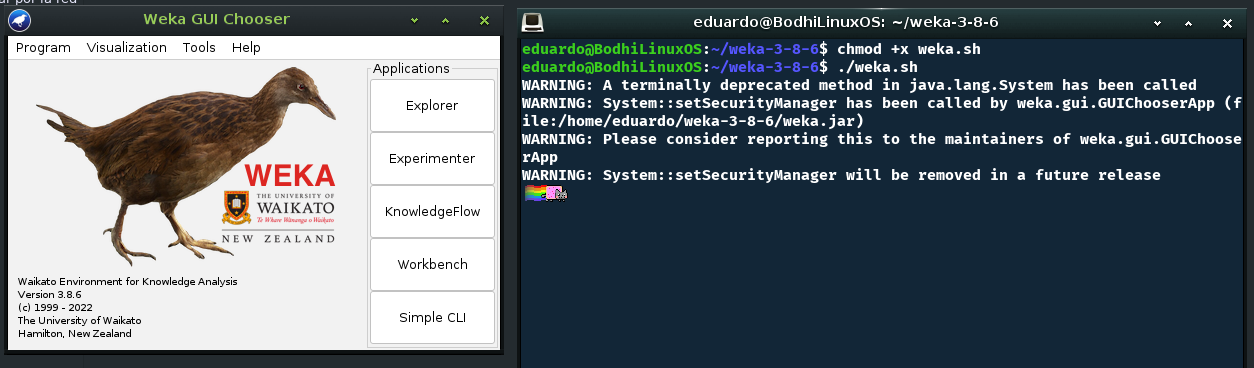 ar por la red
Weka GUI Chooser
Program Visualization Tools Help
Applications
Explorer
Experimenter
KnowledgeFlow
Workbench
Simple CLI
WEKA
THE UNIVERSITY OF
WAIKATO
Te Whare Wānanga o Waikato
NEW ZEALAND
Waikato Environment for Knowledge Analysis
Version 3.8.6
(c) 1999 - 2022
The University of Waikato
Hamilton, New Zealand
eduardo@BodhiLinuxOS: ~/weka-3-8-6
eduardo@BodhiLinuxOS:~/weka-3-8-6$ chmod +x weka.sh
eduardo@BodhiLinuxOS:~/weka-3-8-6$ ./weka.sh
WARNING: A terminally deprecated method in java.lang.System has been called
WARNING: System::setSecurityManager has been called by weka.gui.GUIChooserApp (f
ile:/home/eduardo/weka-3-8-6/weka.jar)
WARNING: Please consider reporting this to the maintainers of weka.gui.GUIChoose
rApp
WARNING: System::setSecurityManager will be removed in a future release